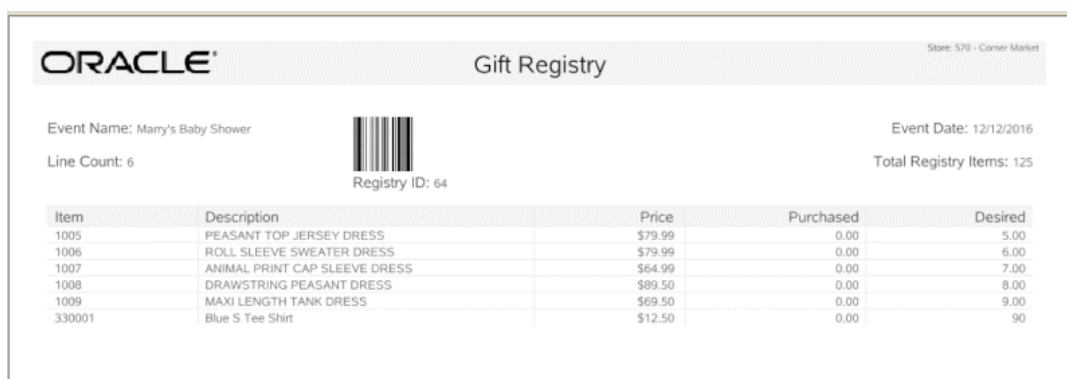 Store: 570 - Corner Market
ORACLE® Gift Registry
Event Name: Marry's Baby Shower Event Date: 12/12/2016
Line Count: 6 Total Registry Items: 125
Registry ID: 64
Item Description Price Purchased Desired
1005 PEASANT TOP JERSEY DRESS $79.99 0.00 5.00
1006 ROLL SLEEVE SWEATER DRESS $79.99 0.00 6.00
1007 ANIMAL PRINT CAP SLEEVE DRESS $64.99 0.00 7.00
1008 DRAWSTRING PEASANT DRESS $89.50 0.00 8.00
1009 MAXI LENGTH TANK DRESS $69.50 0.00 9.00
330001 Blue S Tee Shirt $12.50 0.00 90